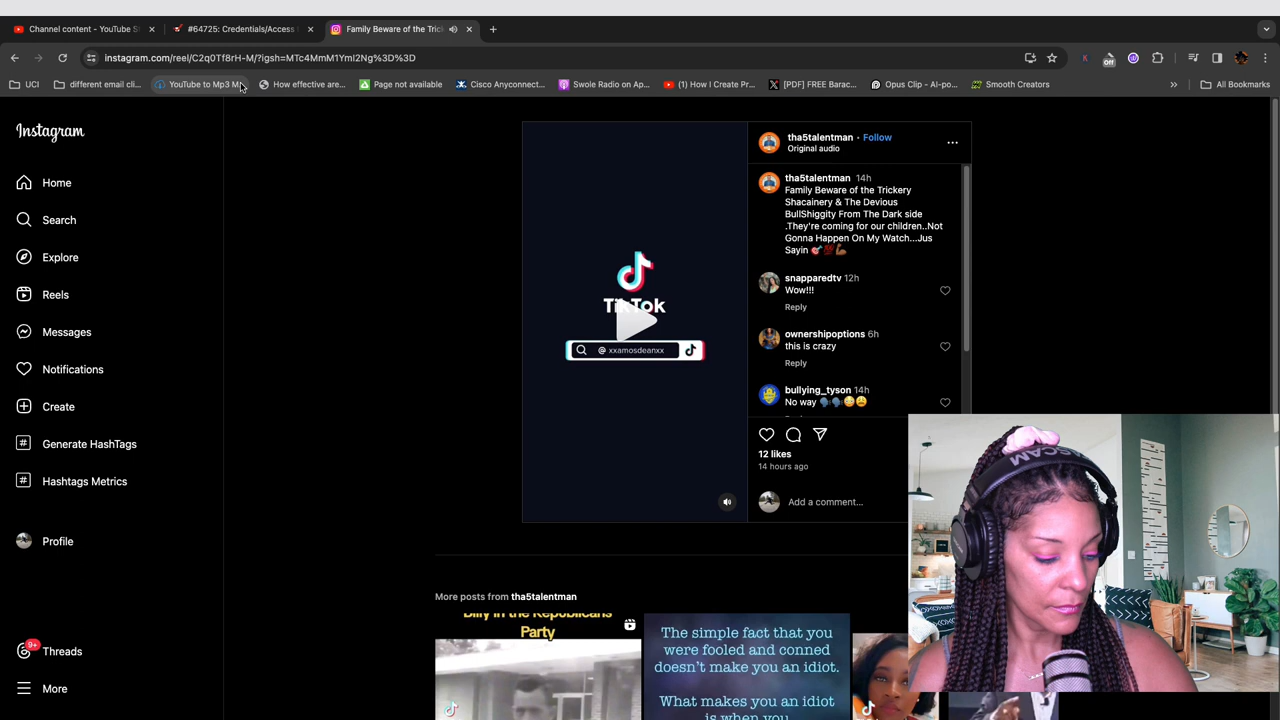 Channel content - YouTube S
#64725: Credentials/Access
Family Beware of the Trick
instagram.com/reel/C2q0Tf8rH-M/?igsh=MTc4MmM1YmI2Ng%3D%3D
UCI
different email cli...
YouTube to Mp3 M
How effective are...
Page not available
Cisco Anyconnect...
Swole Radio on Ap...
(1) How I Create Pr...
[PDF] FREE Barac...
Opus Clip - AI-po...
Smooth Creators
»
All Bookmarks
Off
Instagram
Home
Search
Explore
Reels
Messages
Notifications
Create
Generate HashTags
Hashtags Metrics
Profile
9+
Threads
More
TikTok
@ xxamosdeanxx
tha5talentman • Follow
Original audio
tha5talentman 14h
Family Beware of the Trickery
Shacainery & The Devious
BullShiggity From The Dark side
.They're coming for our children..Not
Gonna Happen On My Watch...Jus
Sayin 🎯💯💪🏾
snapparedtv 12h
Wow!!!
Reply
ownershipoptions 6h
this is crazy
Reply
bullying_tyson 14h
No way 🗣️🗣️😳😩
12 likes
14 hours ago
Add a comment...
More posts from tha5talentman
Billy in the Republicans
Party
The simple fact that you
were fooled and conned
doesn't make you an idiot.
What makes you an idiot
is when you
TASCAM